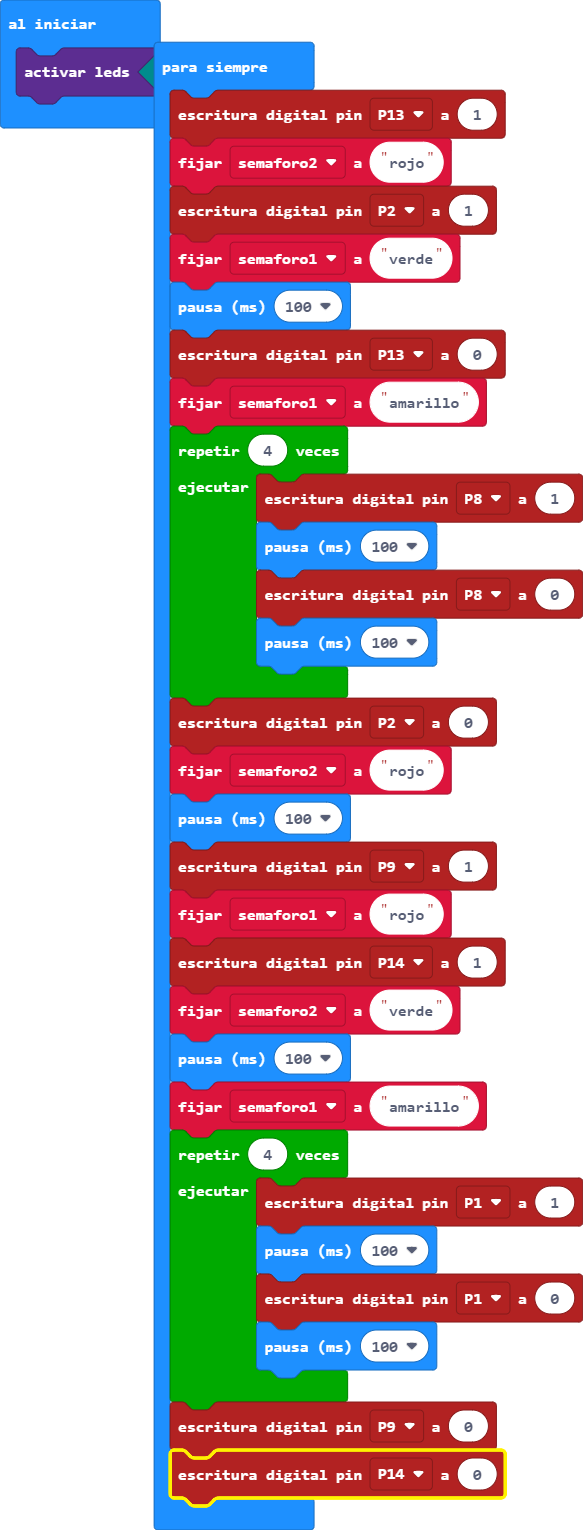 al iniciar
activar leds
para siempre
escritura digital pin P13 a 1
fijar semaforo2 a "rojo"
escritura digital pin P2 a 1
fijar semaforo1 a "verde"
pausa (ms) 100
escritura digital pin P13 a 0
fijar semaforo1 a "amarillo"
repetir 4 veces
ejecutar
escritura digital pin P8 a 1
pausa (ms) 100
escritura digital pin P8 a 0
pausa (ms) 100
escritura digital pin P2 a 0
fijar semaforo2 a "rojo"
pausa (ms) 100
escritura digital pin P9 a 1
fijar semaforo1 a "rojo"
escritura digital pin P14 a 1
fijar semaforo2 a "verde"
pausa (ms) 100
fijar semaforo1 a "amarillo"
repetir 4 veces
ejecutar
escritura digital pin P1 a 1
pausa (ms) 100
escritura digital pin P1 a 0
pausa (ms) 100
escritura digital pin P9 a 0
escritura digital pin P14 a 0